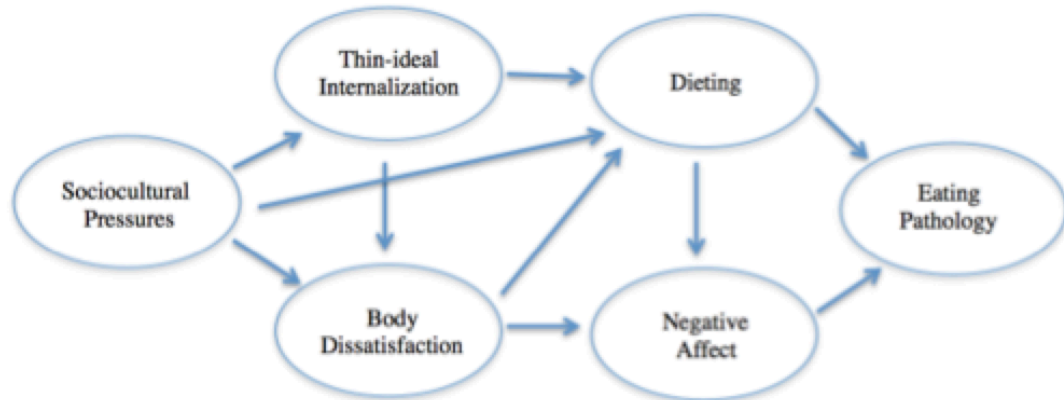 Thin-ideal
Internalization
Dieting
Sociocultural
Pressures
Eating
Pathology
Body
Dissatisfaction
Negative
Affect